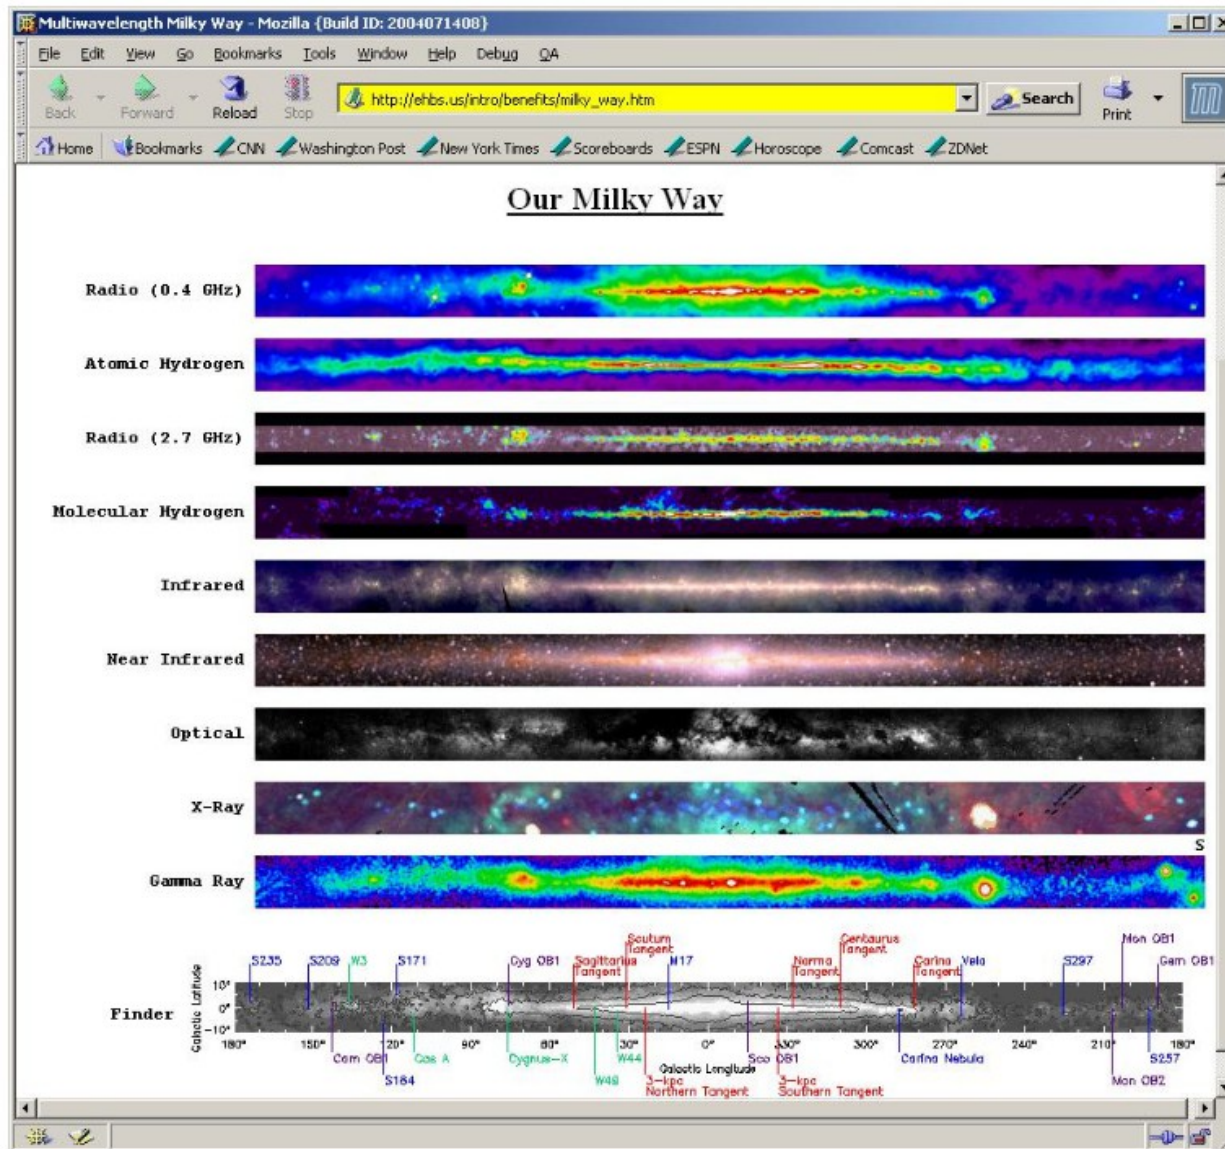 Multiwavelength Milky Way - Mozilla {Build ID: 2004071408}
File Edit View Go Bookmarks Tools Window Help Debug QA
Back Forward Reload Stop http://ehbs.us/intro/benefits/milky_way.htm Search Print
Home Bookmarks CNN Washington Post New York Times Scoreboards ESPN Horoscope Comcast ZDNet
Our Milky Way
Radio (0.4 GHz)
Atomic Hydrogen
Radio (2.7 GHz)
Molecular Hydrogen
Infrared
Near Infrared
Optical
X-Ray
S
Gamma Ray
Scutum Tangent
Centaurus Tangent
Mon OB1
S235 S209 W3 S171 Cyg OB1 Sagittarius Tangent M17 Norma Tangent Carina Tangent Vela S297 Gem OB1
Finder
Galactic Latitude
10°
0°
-10°
180° 150° 120° 90° 60° 30° 0° 330° 300° 270° 240° 210° 180°
Cam OB1 Cas A Cygnus-X W44 Sco OB1 Carina Nebula S257
Galactic Longitude
S184 W49 3-kpc Northern Tangent 3-kpc Southern Tangent Mon OB2